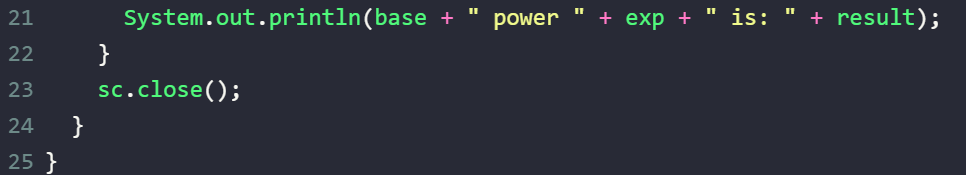 21 System.out.println(base + " power " + exp + " is: " + result);
22 }
23 sc.close();
24 }
25 }